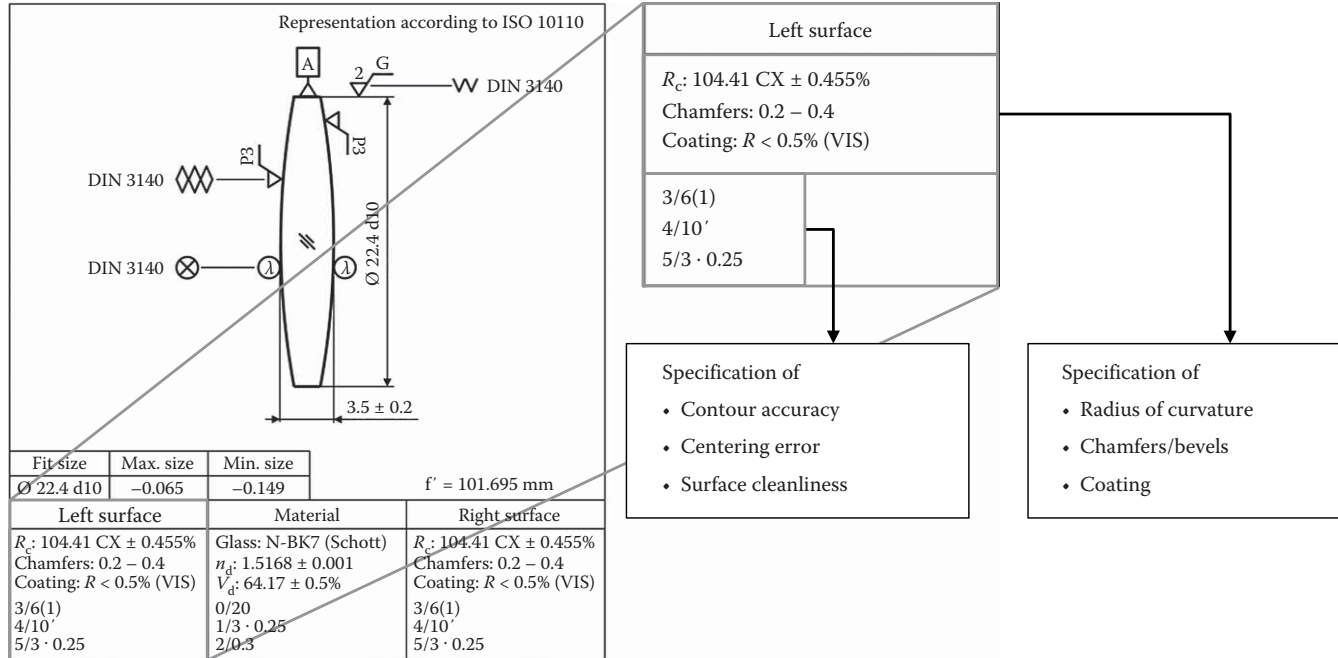 Representation according to ISO 10110
A
2 G
DIN 3140
P3
P3
DIN 3140
Ø 22.4 d10
DIN 3140
λ
λ
3.5 ± 0.2
Fit size Max. size Min. size
Ø 22.4 d10 −0.065 −0.149
f′ = 101.695 mm
Left surface Material Right surface
Rc: 104.41 CX ± 0.455% Glass: N-BK7 (Schott) Rc: 104.41 CX ± 0.455%
Chamfers: 0.2 – 0.4 nd: 1.5168 ± 0.001 Chamfers: 0.2 – 0.4
Coating: R < 0.5% (VIS) Vd: 64.17 ± 0.5% Coating: R < 0.5% (VIS)
3/6(1) 0/20 3/6(1)
4/10′ 1/3 · 0.25 4/10′
5/3 · 0.25 2/0.3 5/3 · 0.25
Left surface
Rc: 104.41 CX ± 0.455%
Chamfers: 0.2 – 0.4
Coating: R < 0.5% (VIS)
3/6(1)
4/10′
5/3 · 0.25
Specification of
• Contour accuracy
• Centering error
• Surface cleanliness
Specification of
• Radius of curvature
• Chamfers/bevels
• Coating